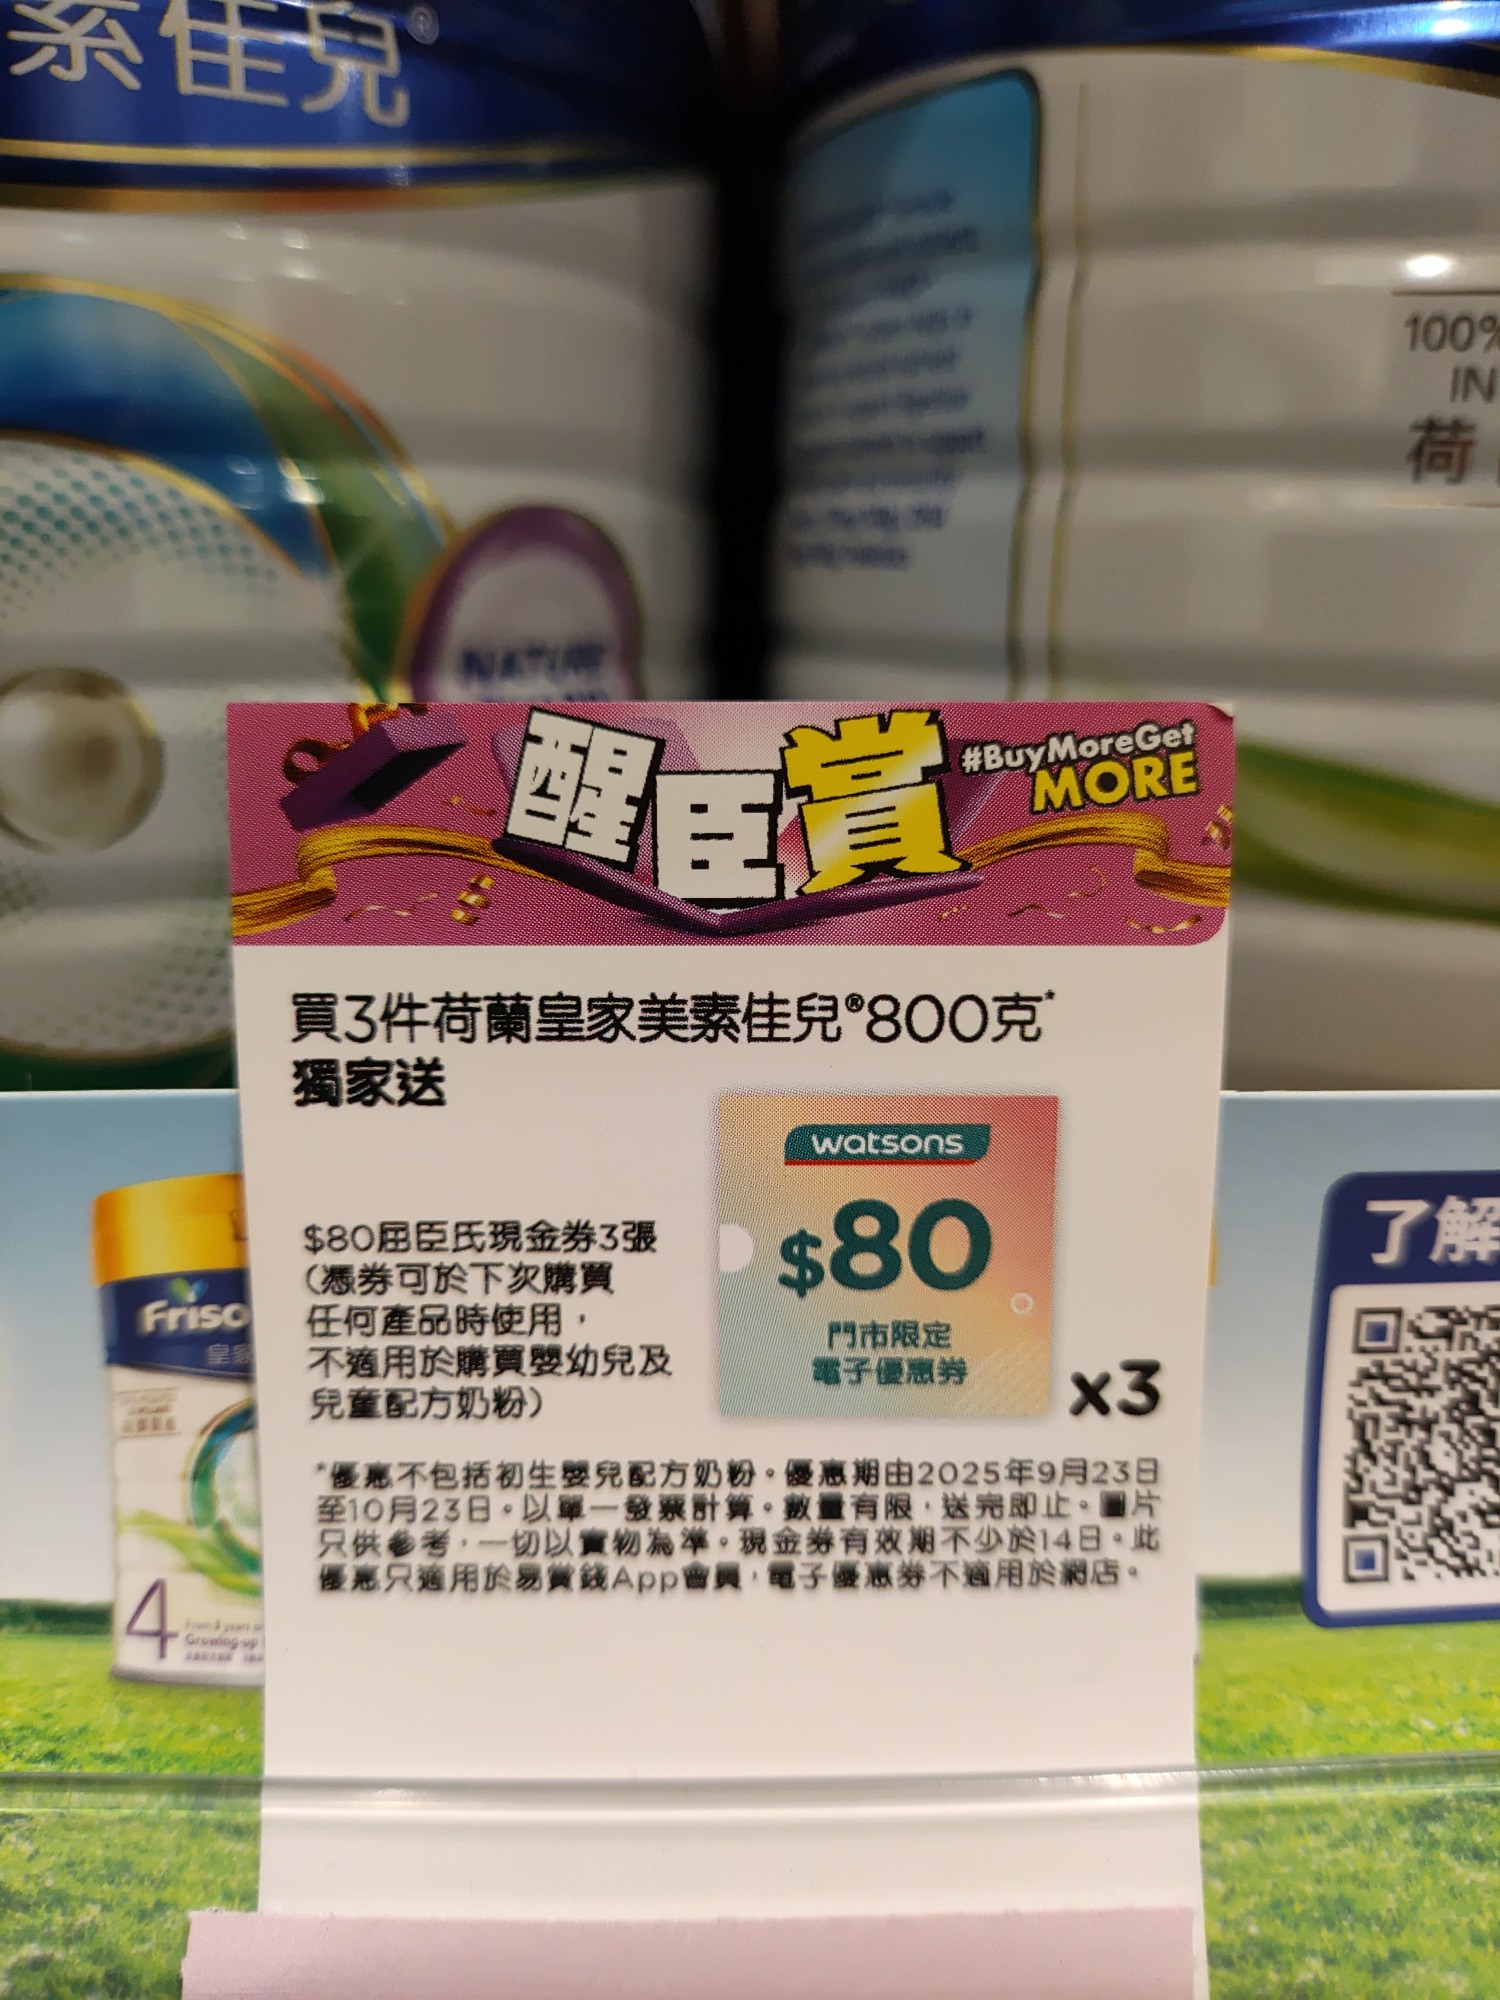 素佳兒®
100%
IN
荷
NATURE
醒臣賞
#BuyMoreGet
MORE
買3件荷蘭皇家美素佳兒®800克*
獨家送
$80屈臣氏現金券3張
(憑券可於下次購買
任何產品時使用，
不適用於購買嬰幼兒及
兒童配方奶粉)
watsons
$80
門市限定
電子優惠券
x3
*優惠不包括初生嬰兒配方奶粉。優惠期由2025年9月23日
至10月23日。以單一發票計算。數量有限，送完即止。圖片
只供參考，一切以實物為準。現金券有效期不少於14日。此
優惠只適用於易賞錢App會員，電子優惠券不適用於網店。
Friso
皇家
4
Growing-up
了解